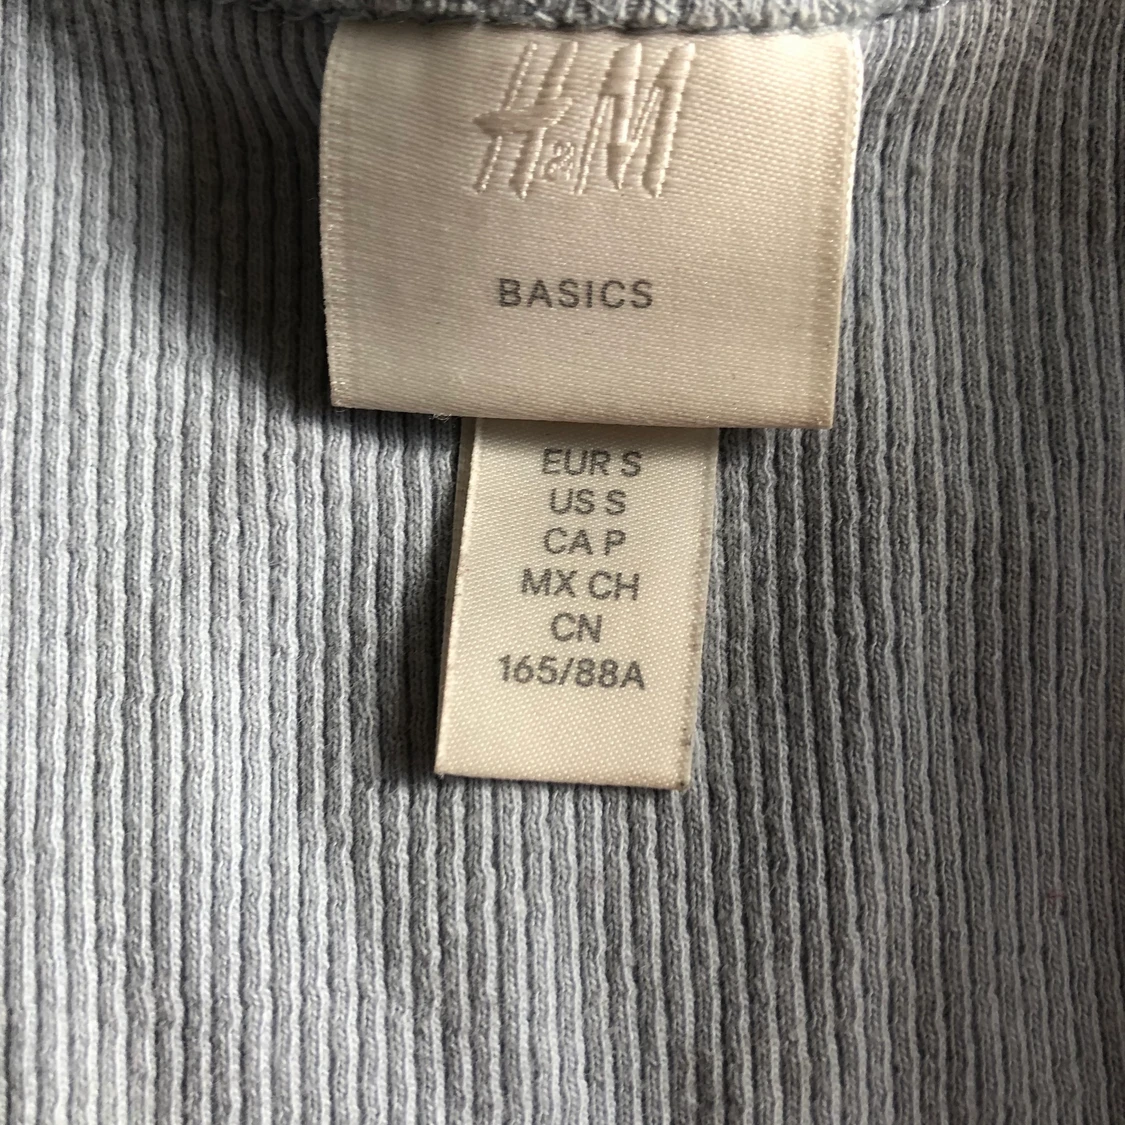 H&M
BASICS
EUR S
US S
CA P
MX CH
CN
165/88A